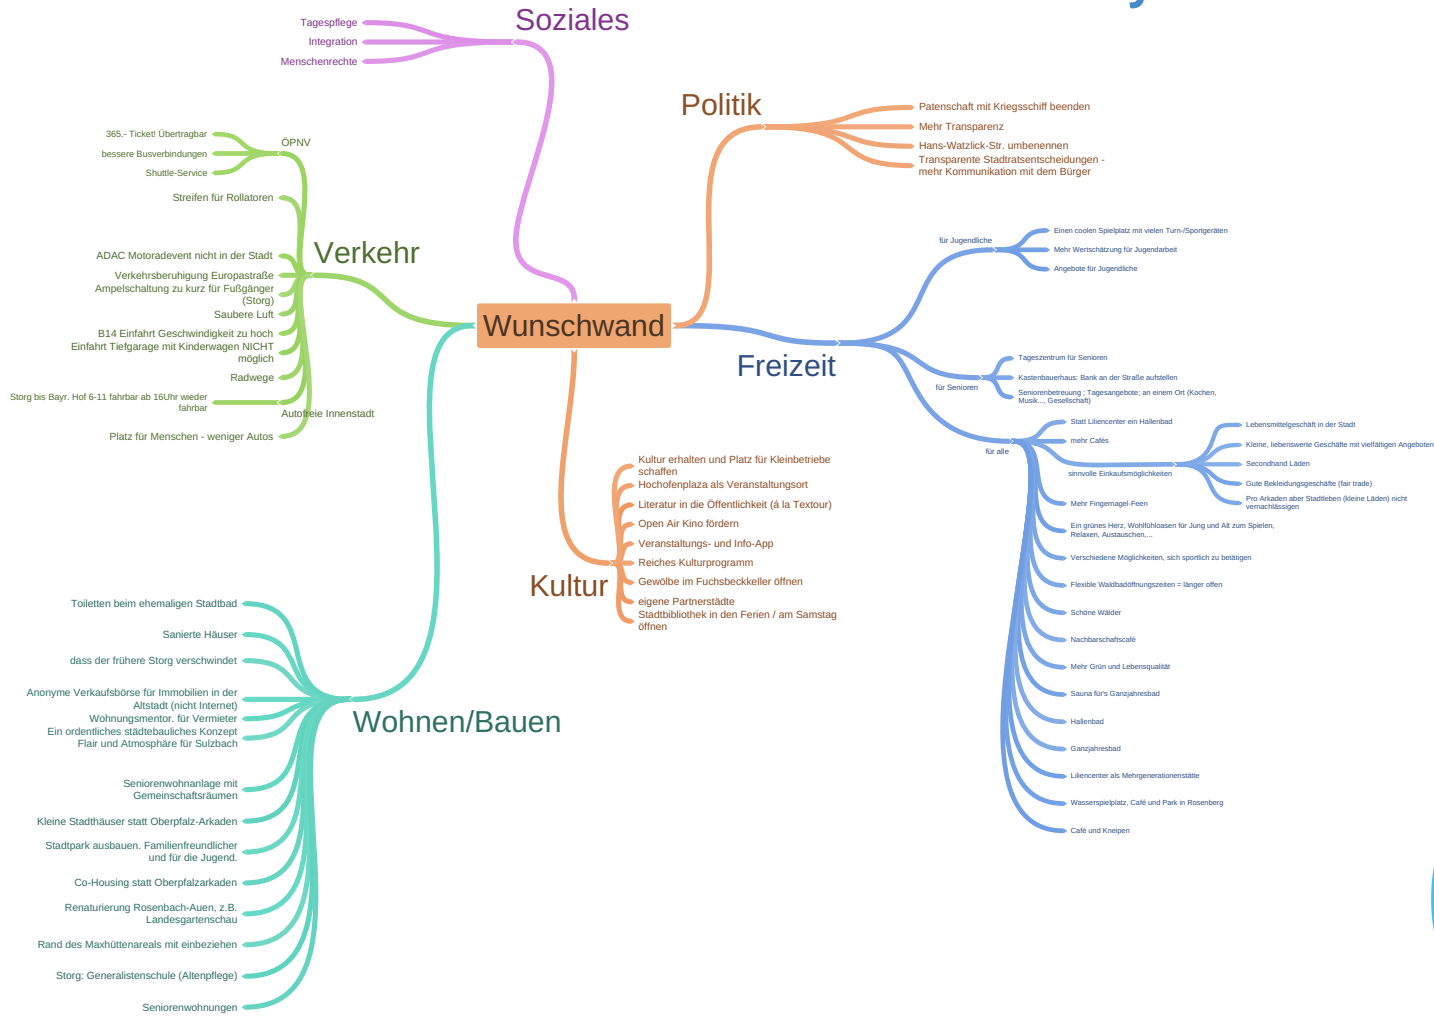 Soziales
Tagespflege
Integration
Menschenrechte
Politik
Patenschaft mit Kriegsschiff beenden
Mehr Transparenz
Hans-Watzlick-Str. umbenennen
Transparente Stadtratsentscheidungen -
mehr Kommunikation mit dem Bürger
Verkehr
ÖPNV
365.- Ticket! Übertragbar
bessere Busverbindungen
Shuttle-Service
Streifen für Rollatoren
ADAC Motoradevent nicht in der Stadt
Verkehrsberuhigung Europastraße
Ampelschaltung zu kurz für Fußgänger
(Storg)
Saubere Luft
B14 Einfahrt Geschwindigkeit zu hoch
Einfahrt Tiefgarage mit Kinderwagen NICHT
möglich
Radwege
Autofreie Innenstadt
Storg bis Bayr. Hof 6-11 fahrbar ab 16Uhr wieder
fahrbar
Platz für Menschen - weniger Autos
Wunschwand
Freizeit
für Jugendliche
Einen coolen Spielplatz mit vielen Turn-/Sportgeräten
Mehr Wertschätzung für Jugendarbeit
Angebote für Jugendliche
für Senioren
Tageszentrum für Senioren
Kastenbauerhaus: Bank an der Straße aufstellen
Seniorenbetreuung ; Tagesangebote; an einem Ort (Kochen,
Musik..., Gesellschaft)
für alle
Statt Liliencenter ein Hallenbad
mehr Cafés
sinnvolle Einkaufsmöglichkeiten
Lebensmittelgeschäft in der Stadt
Kleine, liebenswerte Geschäfte mit vielfältigen Angeboten
Secondhand Läden
Gute Bekleidungsgeschäfte (fair trade)
Pro Arkaden aber Stadtleben (kleine Läden) nicht
vernachlässigen
Mehr Fingernagel-Feen
Ein grünes Herz, Wohlfühloasen für Jung und Alt zum Spielen,
Relaxen, Austauschen,...
Verschiedene Möglichkeiten, sich sportlich zu betätigen
Flexible Waldbadöffnungszeiten = länger offen
Schöne Wälder
Nachbarschaftscafé
Mehr Grün und Lebensqualität
Sauna für's Ganzjahresbad
Hallenbad
Ganzjahresbad
Liliencenter als Mehrgenerationenstätte
Wasserspielplatz, Café und Park in Rosenberg
Café und Kneipen
Kultur
Kultur erhalten und Platz für Kleinbetriebe
schaffen
Hochofenplaza als Veranstaltungsort
Literatur in die Öffentlichkeit (á la Textour)
Open Air Kino fördern
Veranstaltungs- und Info-App
Reiches Kulturprogramm
Gewölbe im Fuchsbeckkeller öffnen
eigene Partnerstädte
Stadtbibliothek in den Ferien / am Samstag
öffnen
Wohnen/Bauen
Toiletten beim ehemaligen Stadtbad
Sanierte Häuser
dass der frühere Storg verschwindet
Anonyme Verkaufsbörse für Immobilien in der
Altstadt (nicht Internet)
Wohnungsmentor. für Vermieter
Ein ordentliches städtebauliches Konzept
Flair und Atmosphäre für Sulzbach
Seniorenwohnanlage mit
Gemeinschaftsräumen
Kleine Stadthäuser statt Oberpfalz-Arkaden
Stadtpark ausbauen. Familienfreundlicher
und für die Jugend.
Co-Housing statt Oberpfalzarkaden
Renaturierung Rosenbach-Auen, z.B.
Landesgartenschau
Rand des Maxhüttenareals mit einbeziehen
Storg: Generalistenschule (Altenpflege)
Seniorenwohnungen